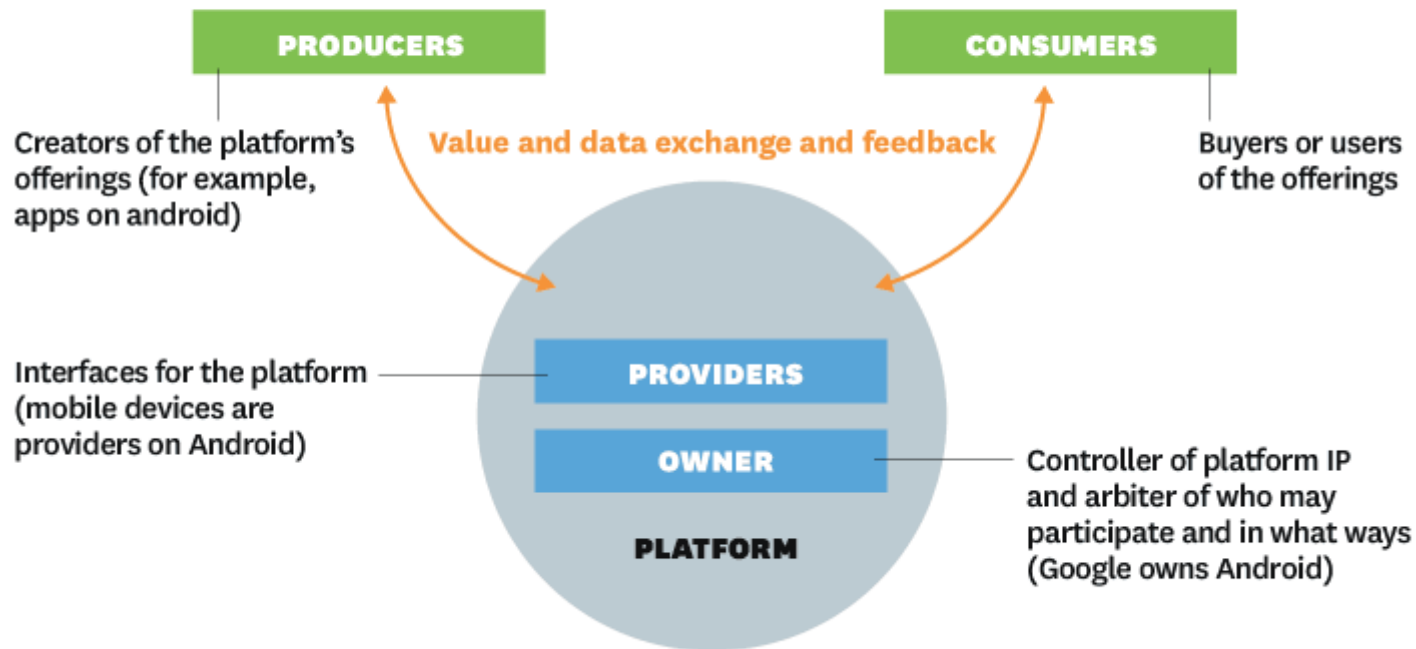 PRODUCERS
CONSUMERS
Creators of the platform's
offerings (for example,
apps on android)
Value and data exchange and feedback
Buyers or users
of the offerings
Interfaces for the platform
(mobile devices are
providers on Android)
PROVIDERS
OWNER
Controller of platform IP
and arbiter of who may
participate and in what ways
(Google owns Android)
PLATFORM